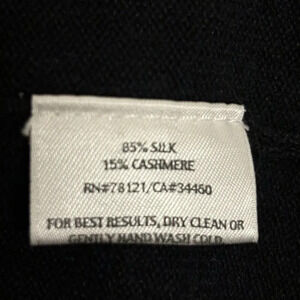 85% SILK
15% CASHMERE
RN#78121/CA#34460
FOR BEST RESULTS, DRY CLEAN OR
GENTLY HAND WASH COLD